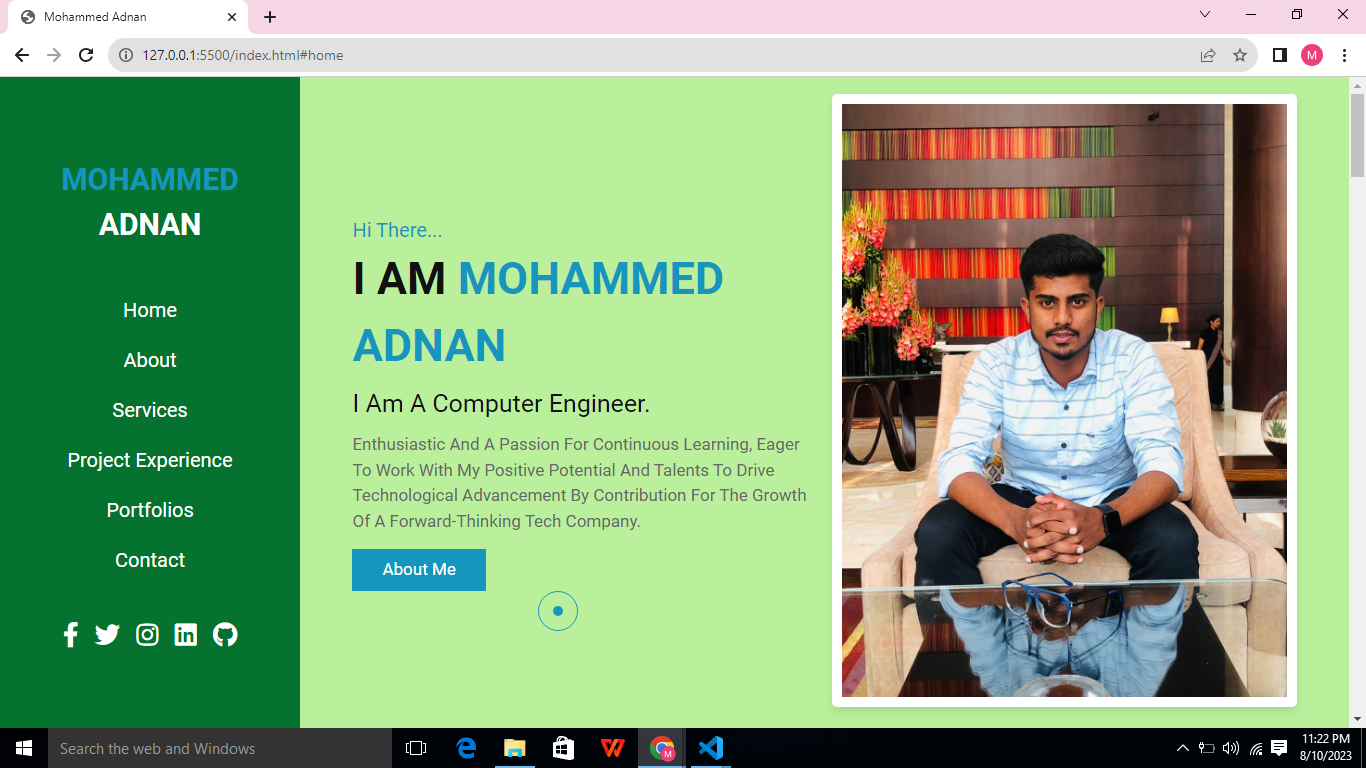 Mohammed Adnan
127.0.0.1:5500/index.html#home
M
MOHAMMED
ADNAN
Home
About
Services
Project Experience
Portfolios
Contact
Hi There...
I AM MOHAMMED
ADNAN
I Am A Computer Engineer.
Enthusiastic And A Passion For Continuous Learning, Eager
To Work With My Positive Potential And Talents To Drive
Technological Advancement By Contribution For The Growth
Of A Forward-Thinking Tech Company.
About Me
Search the web and Windows
M
11:22 PM
8/10/2023